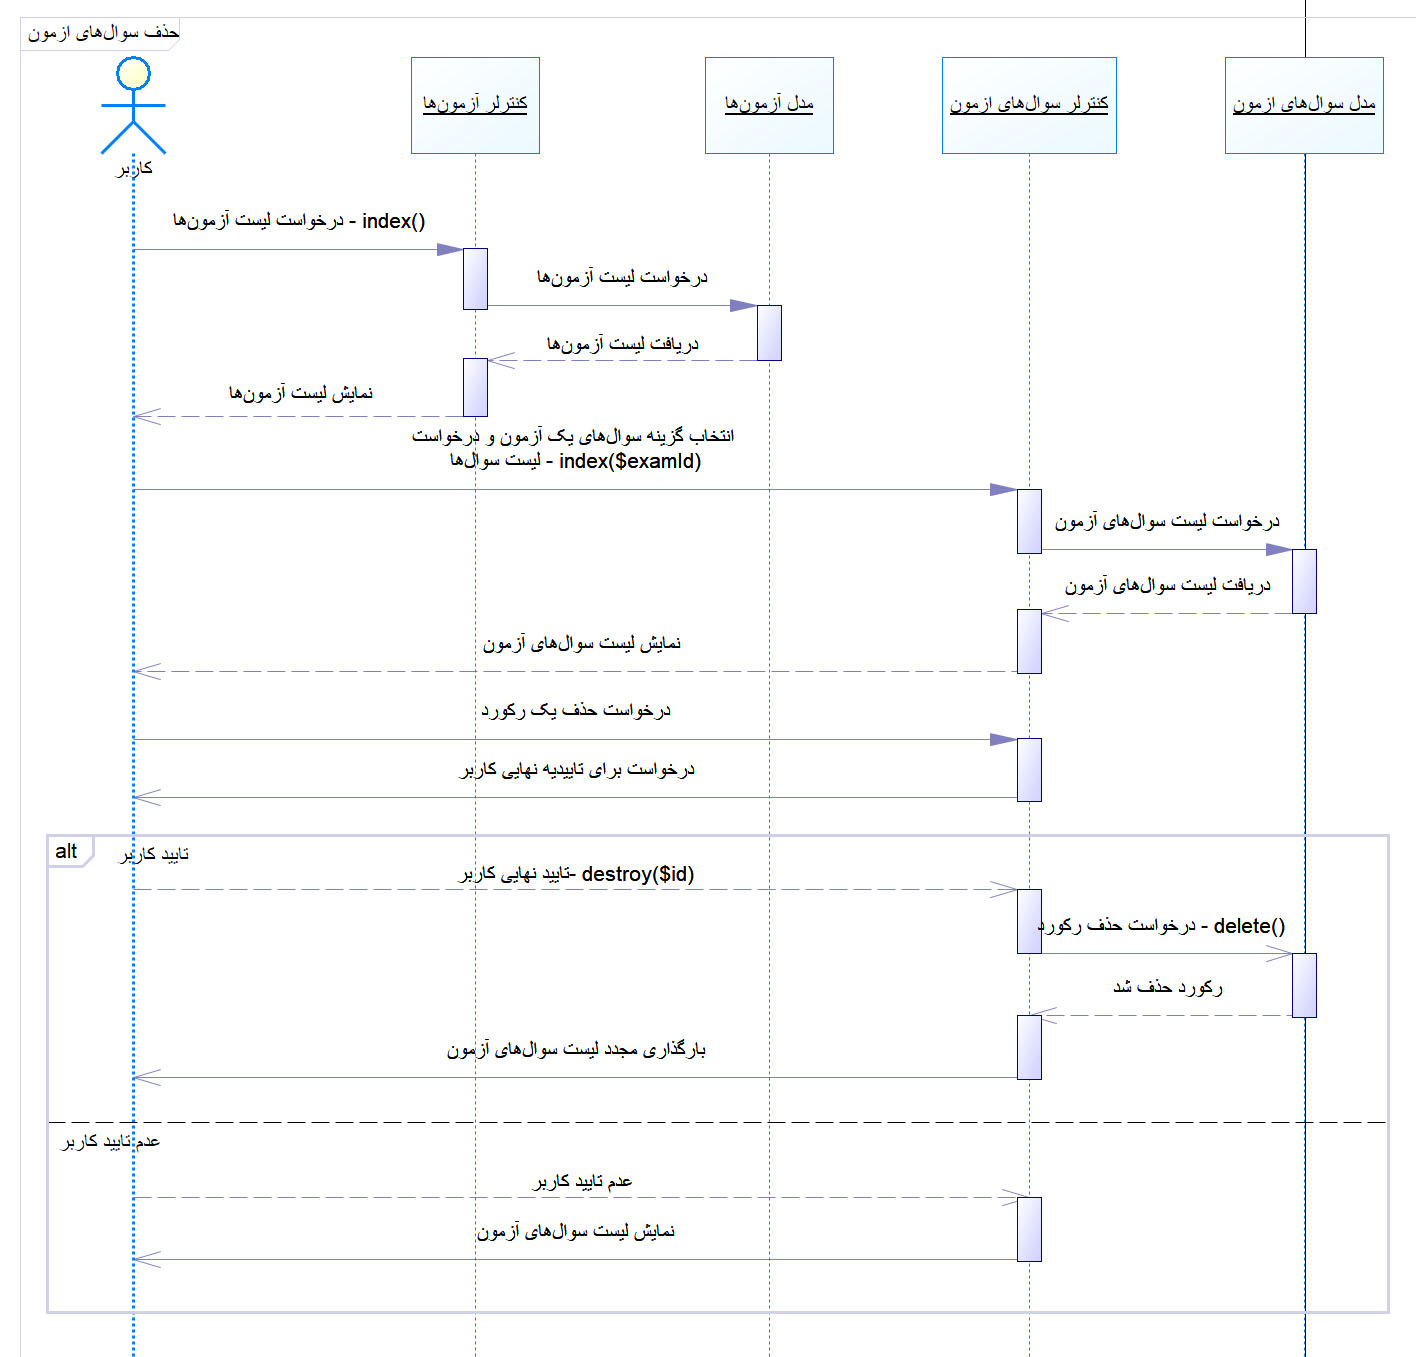 حذف سوال‌های ازمون
کاربر
کنترلر آزمون‌ها
مدل آزمون‌ها
کنترلر سوال‌های ازمون
مدل سوال‌های ازمون
درخواست لیست آزمون‌ها - index()
درخواست لیست آزمون‌ها
دریافت لیست آزمون‌ها
نمایش لیست آزمون‌ها
انتخاب گزینه سوال‌های یک آزمون و درخواست
لیست سوال‌ها - index($examId)
درخواست لیست سوال‌های آزمون
دریافت لیست سوال‌های آزمون
نمایش لیست سوال‌های آزمون
درخواست حذف یک رکورد
درخواست برای تاییدیه نهایی کاربر
alt
تایید کاربر
تایید نهایی کاربر- destroy($id)
درخواست حذف رکورد - delete()
رکورد حذف شد
بارگذاری مجدد لیست سوال‌های آزمون
عدم تایید کاربر
عدم تایید کاربر
نمایش لیست سوال‌های آزمون